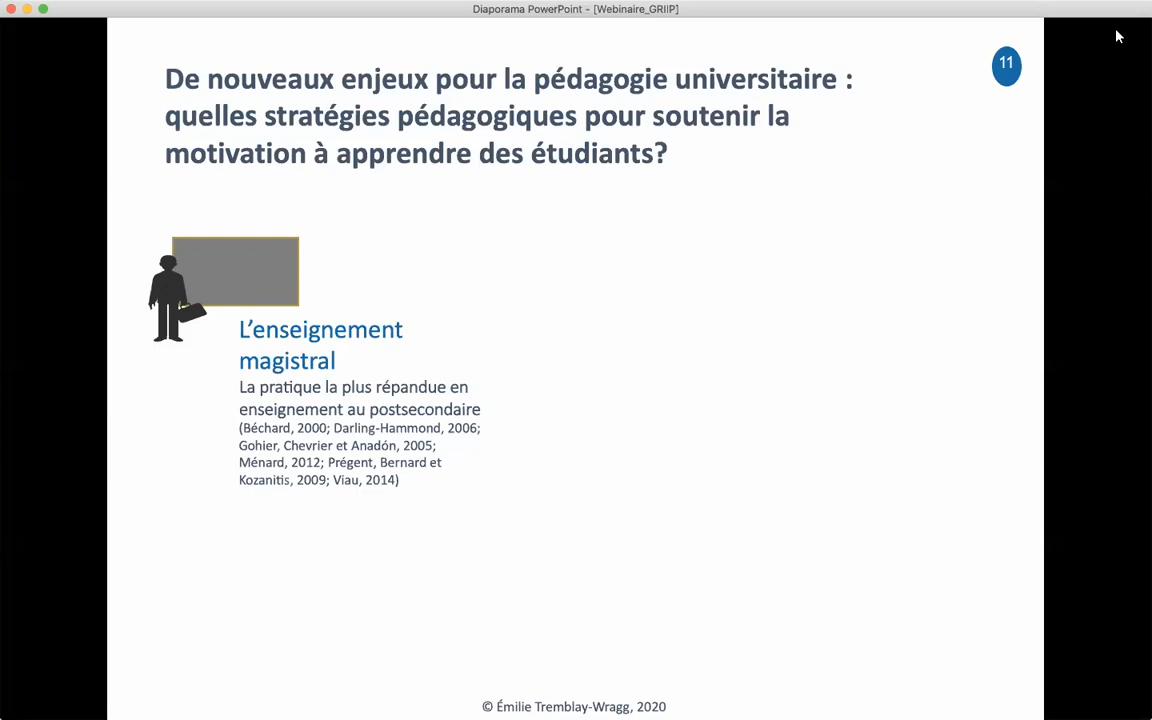 Diaporama PowerPoint - [Webinaire_GRIIP]
11
De nouveaux enjeux pour la pédagogie universitaire :
quelles stratégies pédagogiques pour soutenir la
motivation à apprendre des étudiants?
L’enseignement
magistral
La pratique la plus répandue en
enseignement au postsecondaire
(Béchard, 2000; Darling-Hammond, 2006;
Gohier, Chevrier et Anadón, 2005;
Ménard, 2012; Prégent, Bernard et
Kozanitis, 2009; Viau, 2014)
© Émilie Tremblay-Wragg, 2020